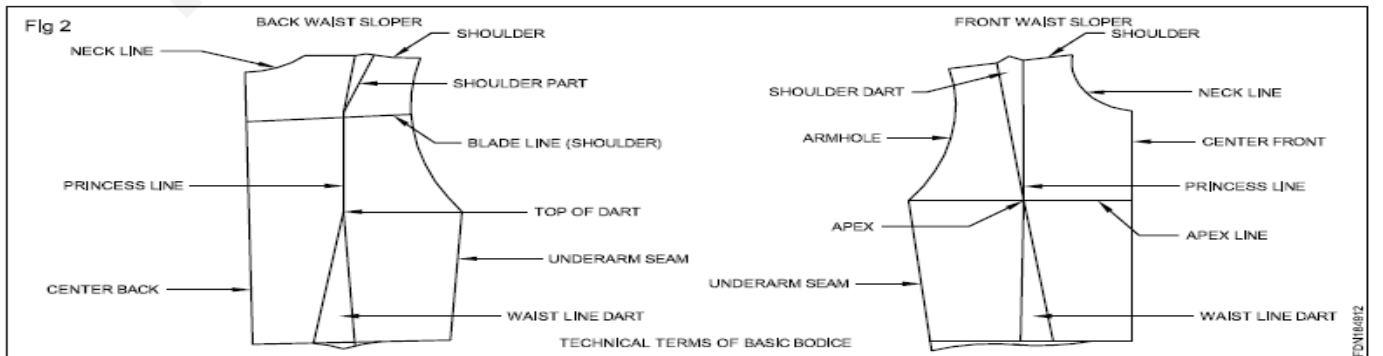 Fig 2
BACK WAIST SLOPER
NECK LINE
SHOULDER
SHOULDER PART
BLADE LINE (SHOULDER)
PRINCESS LINE
TOP OF DART
UNDERARM SEAM
CENTER BACK
WAIST LINE DART
FRONT WAIST SLOPER
SHOULDER
SHOULDER DART
NECK LINE
ARMHOLE
CENTER FRONT
PRINCESS LINE
APEX
APEX LINE
UNDERARM SEAM
WAIST LINE DART
TECHNICAL TERMS OF BASIC BODICE
FDN184912